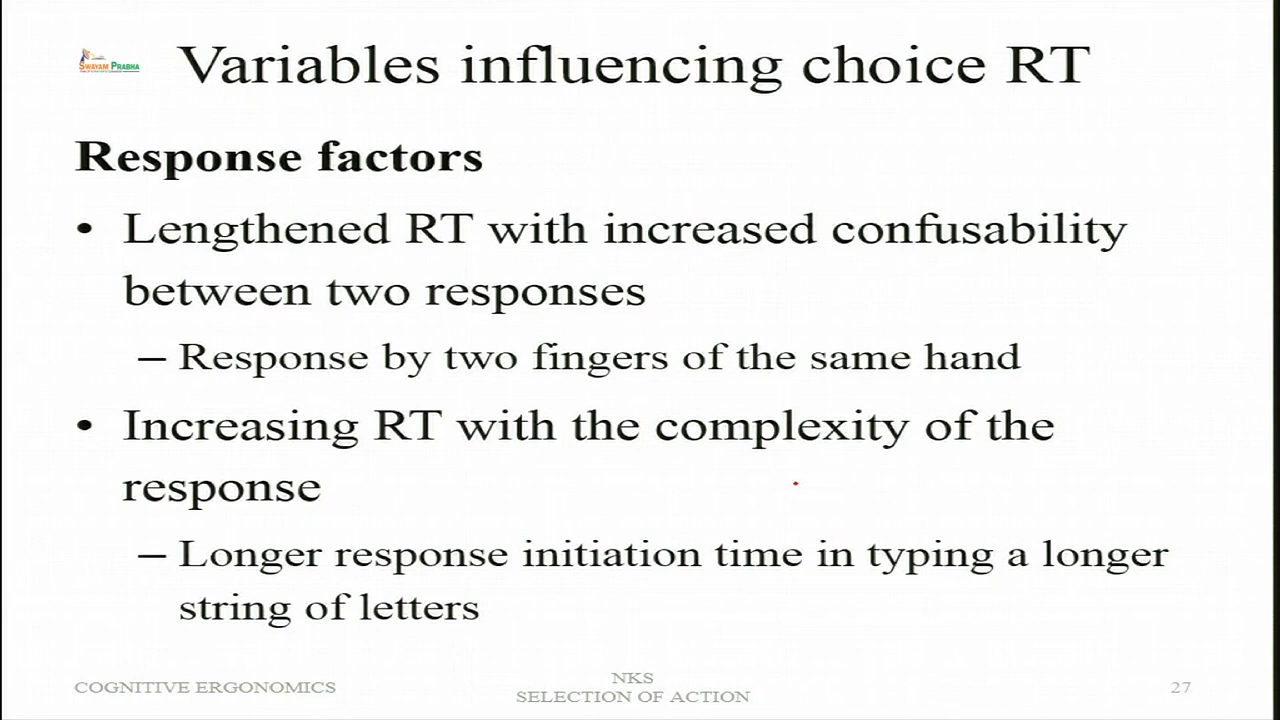 SWAYAM PRABHA
Variables influencing choice RT
Response factors
• Lengthened RT with increased confusability
between two responses
– Response by two fingers of the same hand
• Increasing RT with the complexity of the
response
– Longer response initiation time in typing a longer
string of letters
COGNITIVE ERGONOMICS
NKS
SELECTION OF ACTION
27